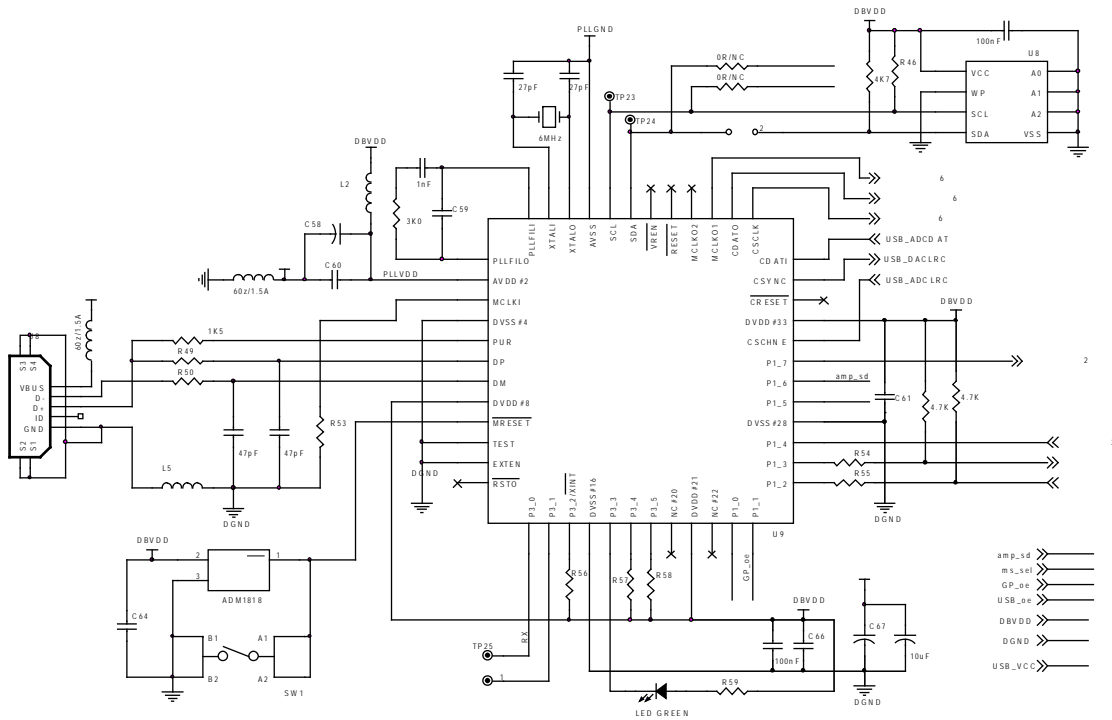 DBVDD
100nF
U8
PLLGND
0R/NC
0R/NC
R46
4K7
VCC
A0
WP
A1
SCL
A2
SDA
VSS
27pF
27pF
TP23
TP24
6MHz
2
DBVDD
L2
1nF
C58
3K0
C59
C60
60z/1.5A
PLLVDD
6
6
6
PLLFILI
XTALI
XTALO
AVSS
SCL
SDA
VREN
RESET
MCLKO2
MCLKO1
CDATO
CSCLK
USB_ADCDAT
USB_DACLRC
USB_ADCLRC
PLLFILO
AVDD#2
MCLKI
DVSS#4
PUR
DP
DM
DVDD#8
MRESET
TEST
EXTEN
RSTO
CDATI
CSYNC
CRESET
DVDD#33
CSCHNE
P1_7
P1_6
P1_5
DVSS#28
P1_4
P1_3
P1_2
amp_sd
DBVDD
2
C61
4.7K
4.7K
R54
R55
DGND
60z/1.5A
1K5
R49
R50
S3
S4
VBUS
D-
D+
ID
GND
S2
S1
47pF
47pF
R53
L5
DGND
DGND
P3_0
P3_1
P3_2/XINT
DVSS#16
P3_3
P3_4
P3_5
NC#20
DVDD#21
NC#22
P1_0
P1_1
U9
GP_oe
DBVDD
2
1
3
ADM1818
C64
B1
A1
B2
A2
SW1
R56
R57
R58
RX
TP25
1
DBVDD
C66
100nF
C67
10uF
R59
LED GREEN
DGND
amp_sd
ms_sel
GP_oe
USB_oe
DBVDD
DGND
USB_VCC